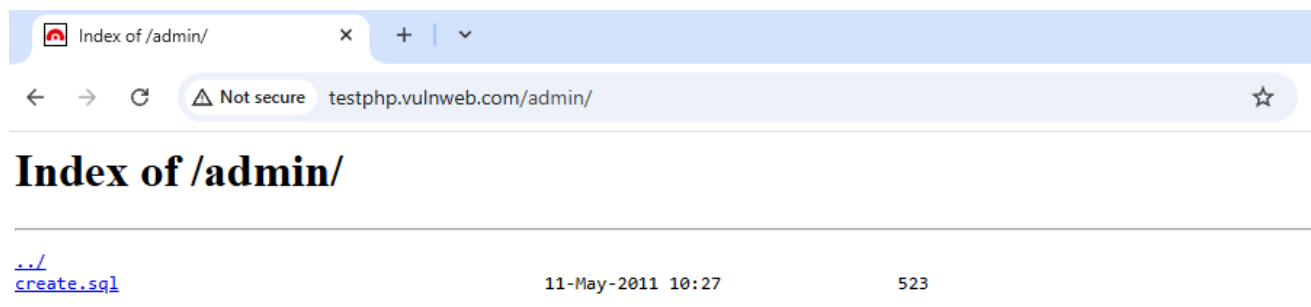 Index of /admin/
Not secure testphp.vulnweb.com/admin/
Index of /admin/
../
create.sql 11-May-2011 10:27 523